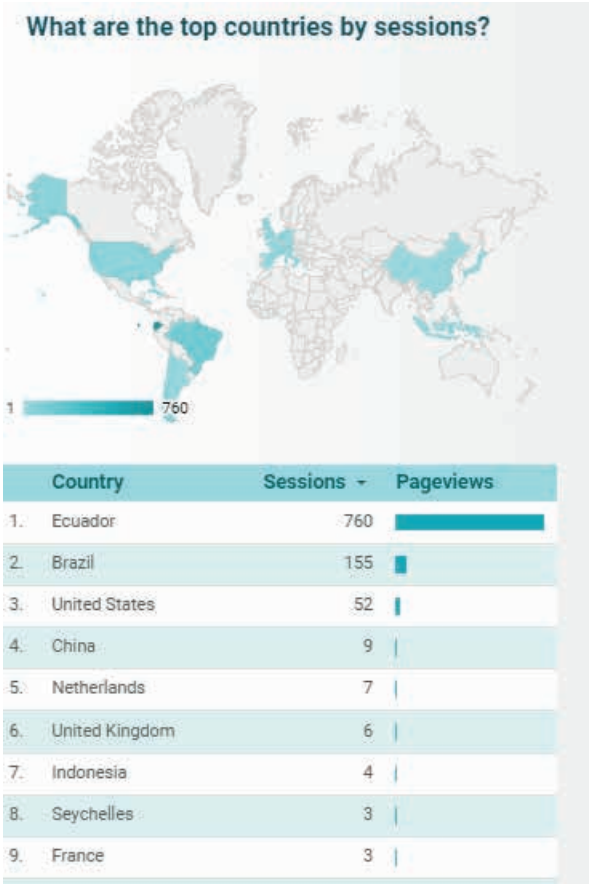 What are the top countries by sessions?
1 760
Country Sessions Pageviews
1. Ecuador 760
2. Brazil 155
3. United States 52
4. China 9
5. Netherlands 7
6. United Kingdom 6
7. Indonesia 4
8. Seychelles 3
9. France 3